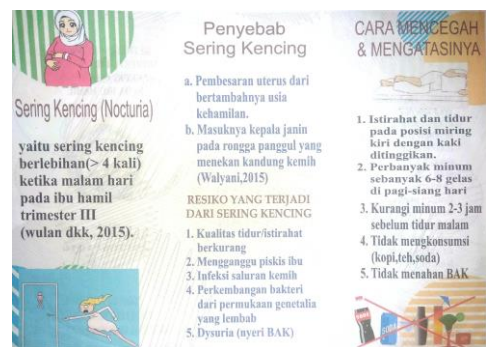 Sering Kencing (Nocturia)
yaitu sering kencing
berlebihan(> 4 kali)
ketika malam hari
pada ibu hamil
trimester III
(wulan dkk, 2015).
Penyebab
Sering Kencing
a. Pembesaran uterus dari
bertambahnya usia
kehamilan.
b. Masuknya kepala janin
pada rongga panggul yang
menekan kandung kemih
(Walyani,2015)
RESIKO YANG TERJADI
DARI SERING KENCING
1. Kualitas tidur/istirahat
berkurang
2. Mengganggu piskis ibu
3. Infeksi saluran kemih
4. Perkembangan bakteri
dari permukaan genetalia
yang lembab
5. Dysuria (nyeri BAK)
CARA MENCEGAH
& MENGATASINYA
1. Istirahat dan tidur
pada posisi miring
kiri dengan kaki
ditinggikan.
2. Perbanyak minum
sebanyak 6-8 gelas
di pagi-siang hari
3. Kurangi minum 2-3 jam
sebelum tidur malam
4. Tidak mengkonsumsi
(kopi,teh,soda)
5. Tidak menahan BAK